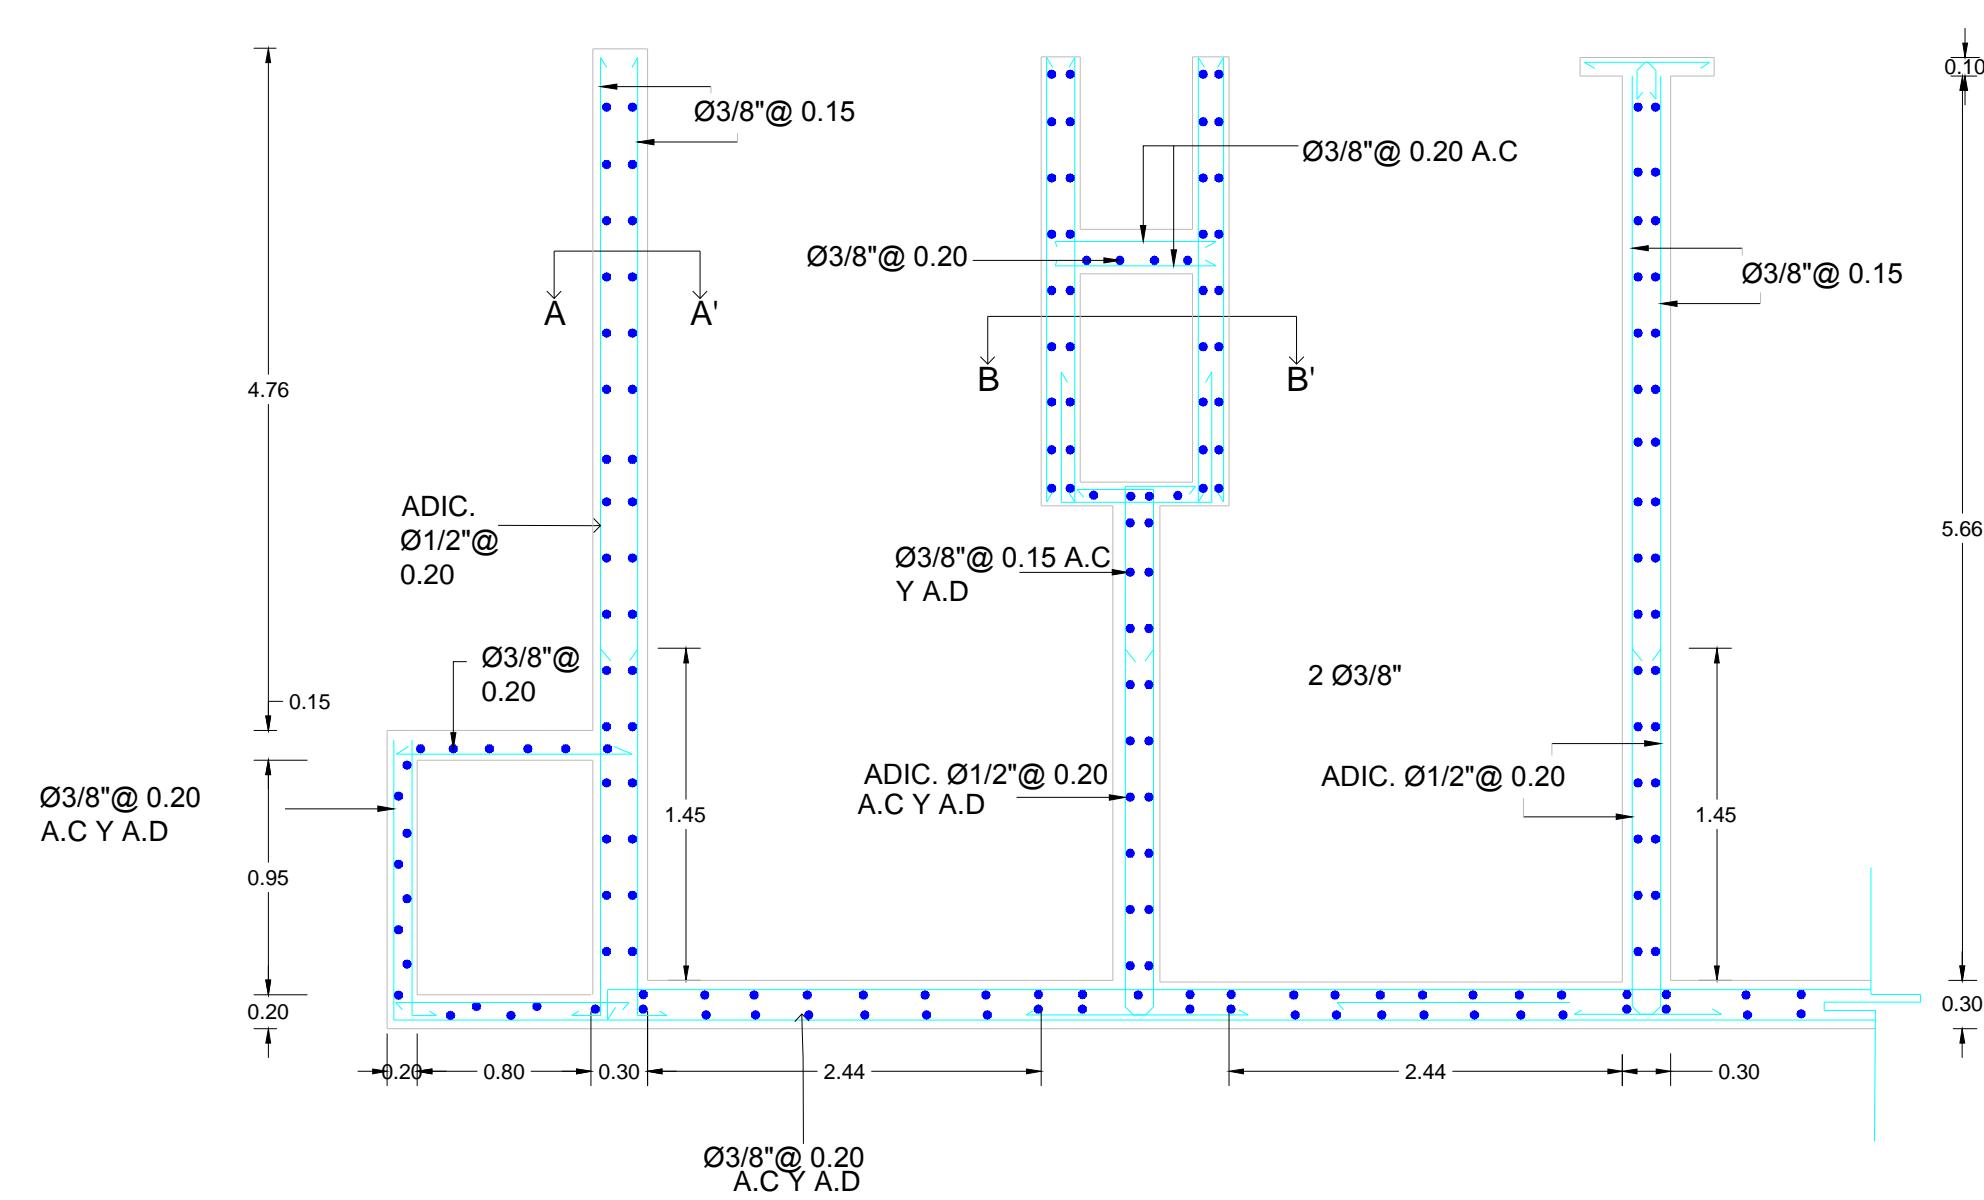 0.10
Ø3/8"@ 0.15
Ø3/8"@ 0.20 A.C
Ø3/8"@ 0.20
Ø3/8"@ 0.15
A
A'
B
B'
4.76
ADIC.
Ø1/2"@
0.20
5.66
Ø3/8"@ 0.15 A.C
Y A.D
Ø3/8"@
0.20
2 Ø3/8"
0.15
ADIC. Ø1/2"@ 0.20
A.C Y A.D
ADIC. Ø1/2"@ 0.20
Ø3/8"@ 0.20
A.C Y A.D
1.45
1.45
0.95
0.20
0.30
0.20
0.80
0.30
2.44
2.44
0.30
Ø3/8"@ 0.20
A.C Y A.D